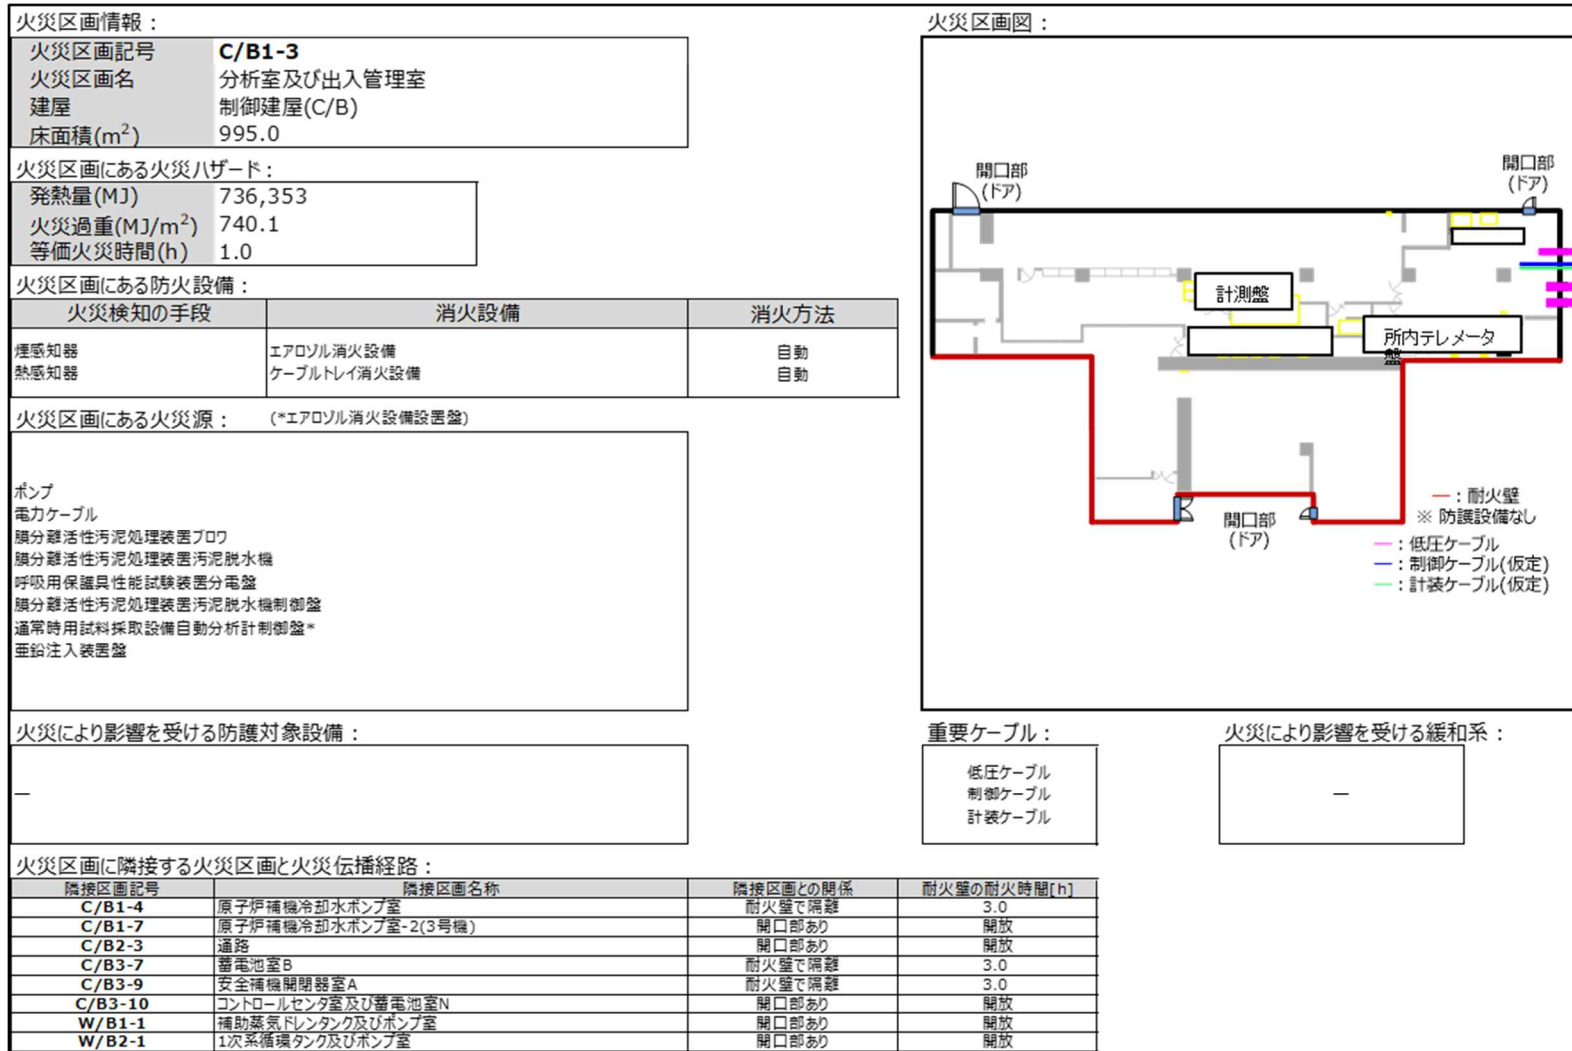 火災区画情報：
火災区画記号 C/B1-3
火災区画名 分析室及び出入管理室
建屋 制御建屋(C/B)
床面積(m²) 995.0
火災区画にある火災ハザード：
発熱量(MJ) 736,353
火災過重(MJ/m²) 740.1
等価火災時間(h) 1.0
火災区画にある防火設備：
火災検知の手段 消火設備 消火方法
煙感知器 エアロゾル消火設備 自動
熱感知器 ケーブルトレイ消火設備 自動
火災区画にある火災源： (*エアロゾル消火設備設置盤)
ポンプ
電力ケーブル
膜分離活性汚泥処理装置ブロワ
膜分離活性汚泥処理装置汚泥脱水機
呼吸用保護具性能試験装置分電盤
膜分離活性汚泥処理装置汚泥脱水機制御盤
通常時用試料採取設備自動分析計制御盤*
亜鉛注入装置盤
火災区画図：
開口部
(ドア)
開口部
(ドア)
計測盤
所内テレメータ
盤
開口部
(ドア)
ー：耐火壁
※ 防護設備なし
ー：低圧ケーブル
ー：制御ケーブル(仮定)
ー：計装ケーブル(仮定)
火災により影響を受ける防護対象設備：
―
重要ケーブル：
低圧ケーブル
制御ケーブル
計装ケーブル
火災により影響を受ける緩和系：
―
火災区画に隣接する火災区画と火災伝播経路：
隣接区画記号 隣接区画名称 隣接区画との関係 耐火壁の耐火時間[h]
C/B1-4 原子炉補機冷却水ポンプ室 耐火壁で隔離 3.0
C/B1-7 原子炉補機冷却水ポンプ室-2(3号機) 開口部あり 開放
C/B2-3 通路 開口部あり 開放
C/B3-7 蓄電池室B 耐火壁で隔離 3.0
C/B3-9 安全補機開閉器室A 耐火壁で隔離 3.0
C/B3-10 コントロールセンタ室及び蓄電池室N 開口部あり 開放
W/B1-1 補助蒸気ドレンタンク及びポンプ室 開口部あり 開放
W/B2-1 1次系循環タンク及びポンプ室 開口部あり 開放